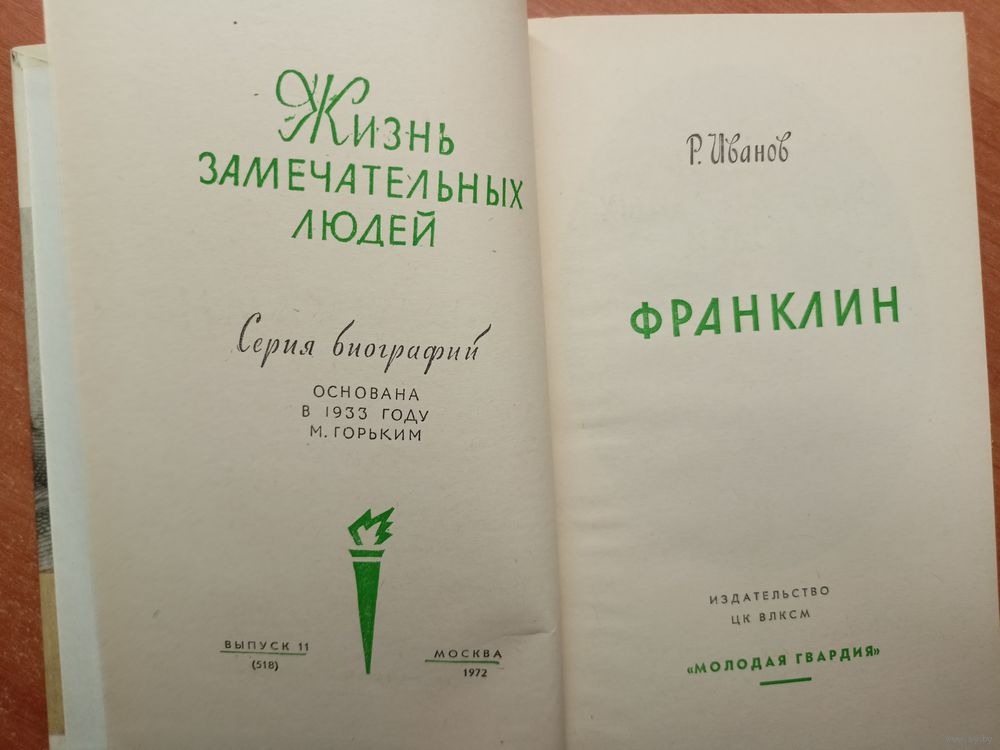 Жизнь
ЗАМЕЧАТЕЛЬНЫХ
ЛЮДЕЙ
Серия биографий
ОСНОВАНА
В 1933 ГОДУ
М. ГОРЬКИМ
ВЫПУСК 11
(518)
МОСКВА
1972
Р. Иванов
ФРАНКЛИН
ИЗДАТЕЛЬСТВО
ЦК ВЛКСМ
«МОЛОДАЯ ГВАРДИЯ»